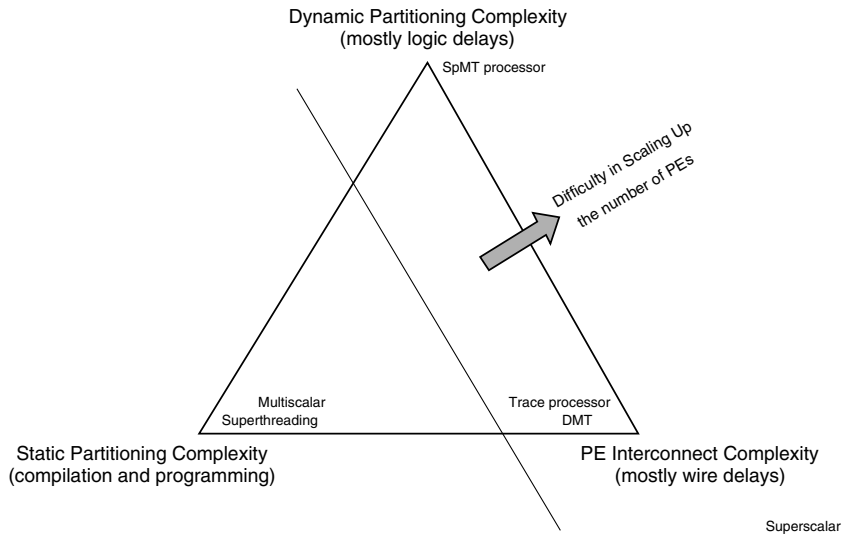 Dynamic Partitioning Complexity
(mostly logic delays)
SpMT processor
Difficulty in Scaling Up
the number of PEs
Multiscalar
Superthreading
Trace processor
DMT
Static Partitioning Complexity
(compilation and programming)
PE Interconnect Complexity
(mostly wire delays)
Superscalar